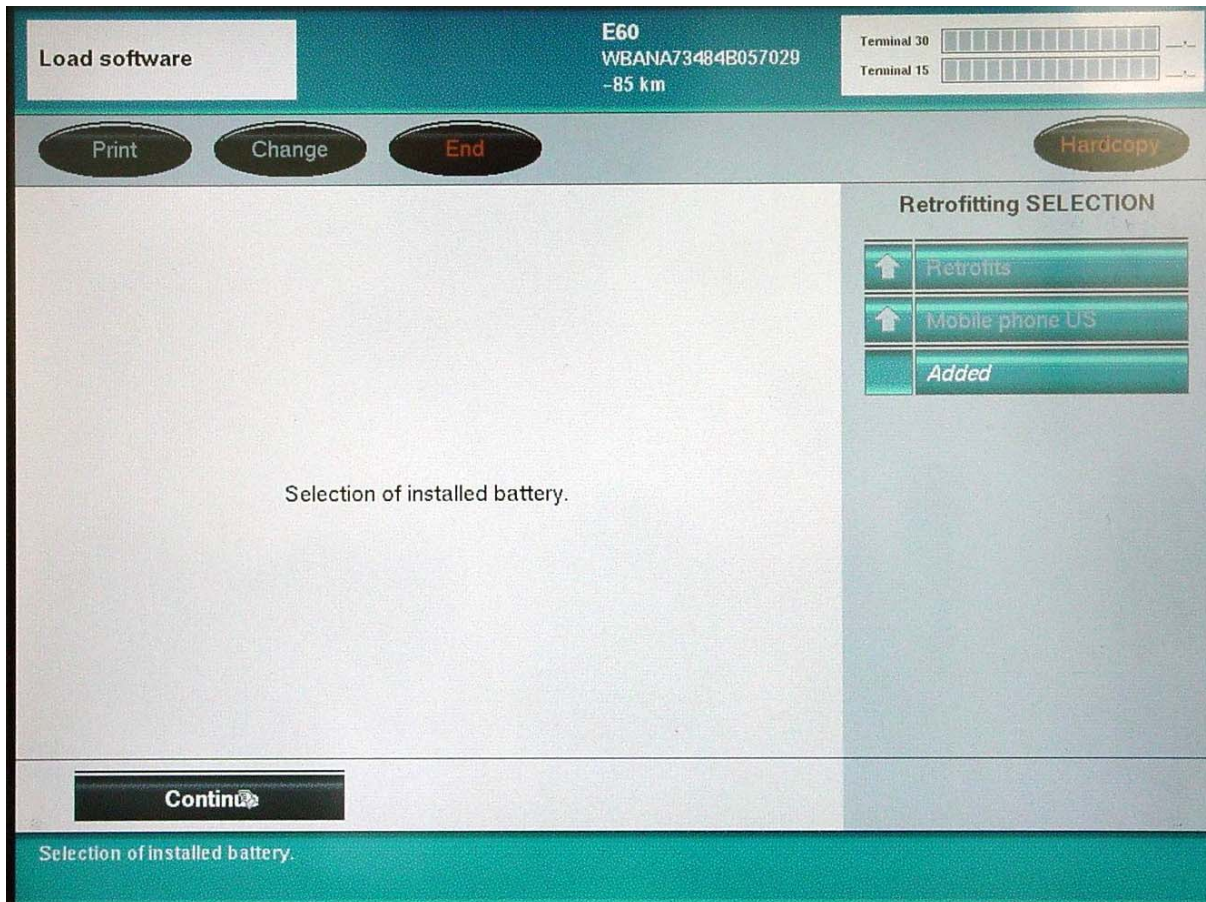 Load software
E60
WBANA73484B057029
-85 km
Terminal 30
Terminal 15
Print
Change
End
Hardcopy
Retrofitting SELECTION
Retrofits
Mobile phone US
Added
Selection of installed battery.
Continue
Selection of installed battery.